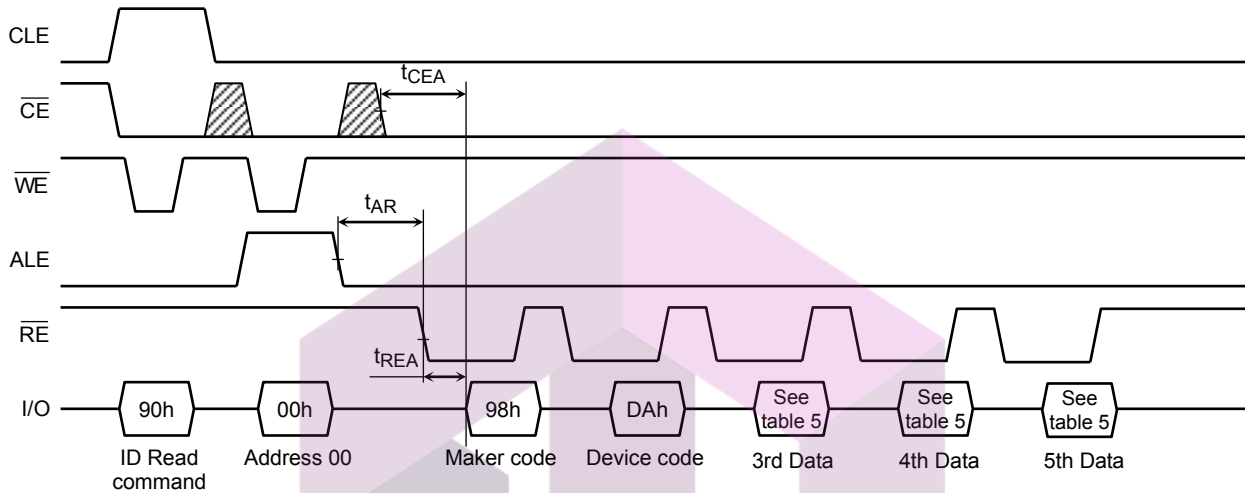 CLE
CE
tCEA
WE
tAR
ALE
RE
tREA
I/O
90h
00h
98h
DAh
See
table 5
See
table 5
See
table 5
ID Read
command
Address 00
Maker code
Device code
3rd Data
4th Data
5th Data